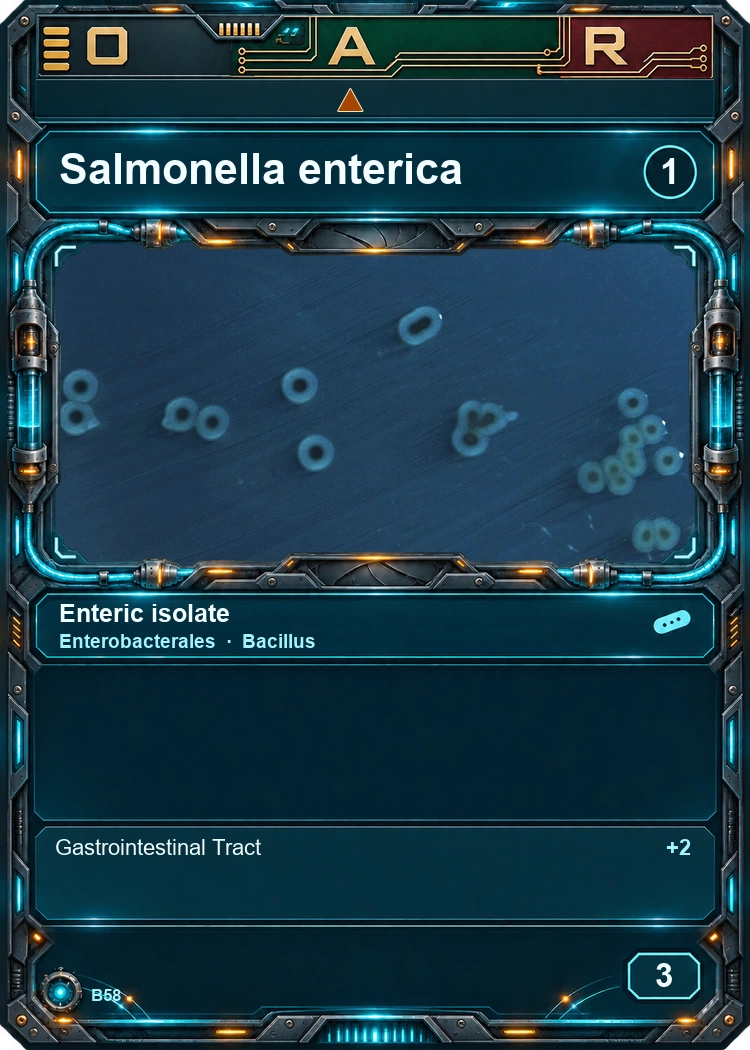 O A R
Salmonella enterica 1
Enteric isolate
Enterobacterales · Bacillus
Gastrointestinal Tract +2
3
B58